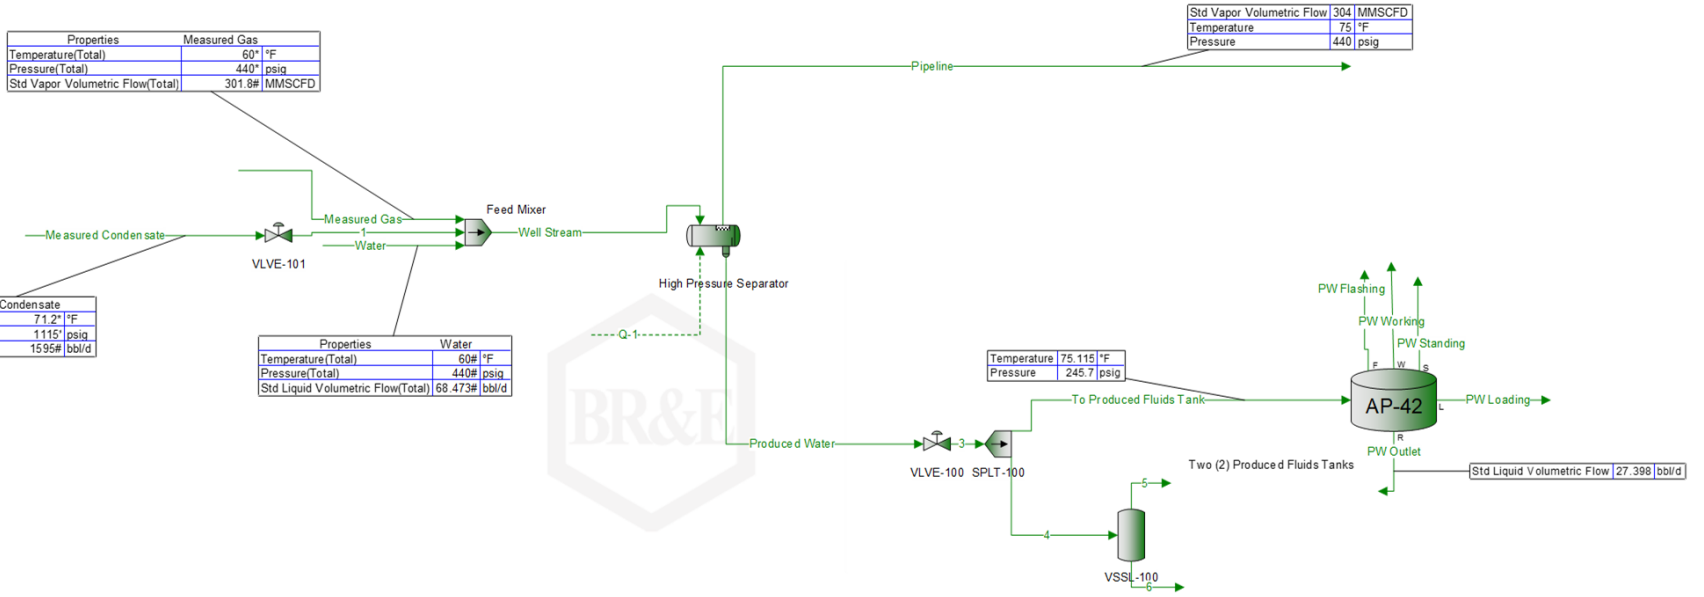 Std Vapor Volumetric Flow 304 MMSCFD
Temperature 75 °F
Pressure 440 psig
Properties Measured Gas
Temperature(Total) 60* °F
Pressure(Total) 440* psig
Std Vapor Volumetric Flow(Total) 301.8# MMSCFD
Pipeline
Feed Mixer
Measured Gas
Measured Condensate
1
Water
Well Stream
VLVE-101
High Pressure Separator
Q-1
Condensate
71.2* °F
1115* psig
1595# bbl/d
Properties Water
Temperature(Total) 60# °F
Pressure(Total) 440# psig
Std Liquid Volumetric Flow(Total) 68.473# bbl/d
BR&E
PW Flashing
PW Working
PW Standing
F W S
Temperature 75.115 °F
Pressure 245.7 psig
To Produced Fluids Tank
AP-42
L
PW Loading
R
PW Outlet
Produced Water
3
VLVE-100
SPLT-100
Two (2) Produced Fluids Tanks
Std Liquid Volumetric Flow 27.398 bbl/d
5
4
VSSL-100
6